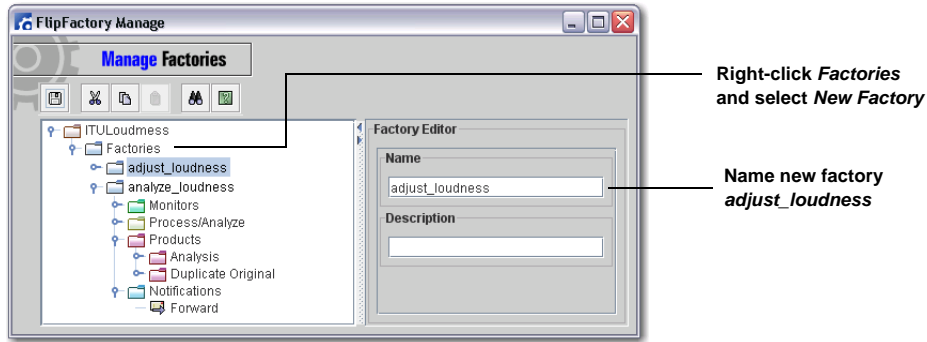 FlipFactory Manage
Manage Factories
ITULoudmess
Factories
adjust_loudness
analyze_loudness
Monitors
Process/Analyze
Products
Analysis
Duplicate Original
Notifications
Forward
Factory Editor
Name
adjust_loudness
Description
Right-click Factories
and select New Factory
Name new factory
adjust_loudness